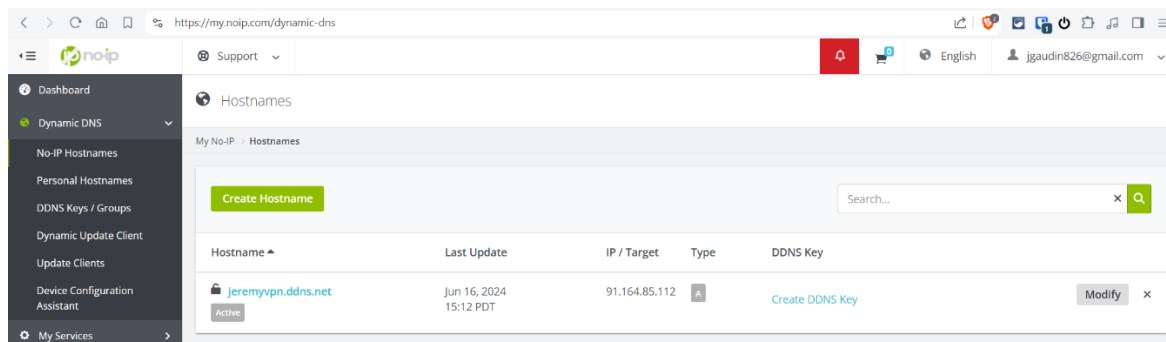 https://my.noip.com/dynamic-dns
no-ip
Support
0
English
jgaudin826@gmail.com
Dashboard
Hostnames
Dynamic DNS
My No-IP > Hostnames
No-IP Hostnames
Personal Hostnames
Create Hostname
Search...
DDNS Keys / Groups
Dynamic Update Client
Hostname
Last Update
IP / Target
Type
DDNS Key
Update Clients
Device Configuration
Assistant
jeremyvpn.ddns.net
Active
Jun 16, 2024
15:12 PDT
91.164.85.112
A
Create DDNS Key
Modify
My Services